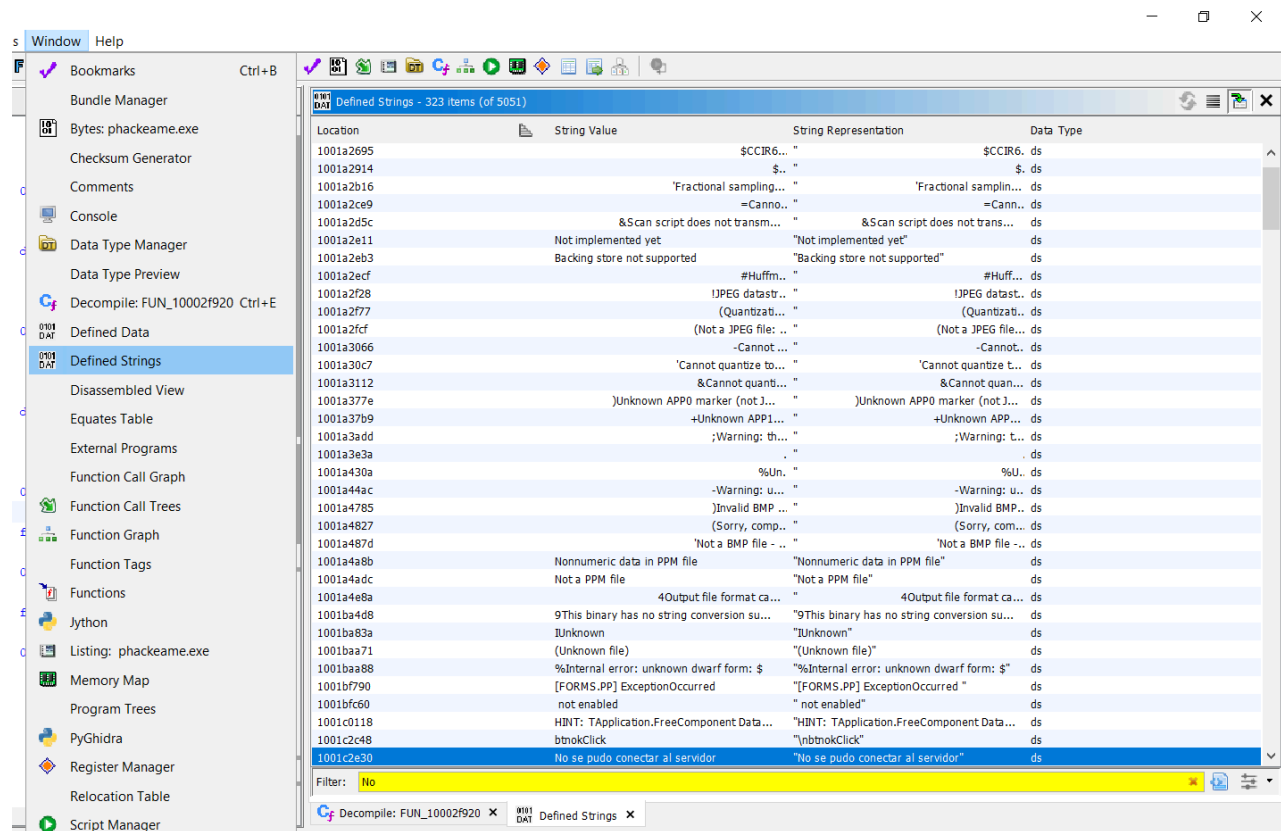 s Window Help
Bookmarks Ctrl+B
Bundle Manager
Bytes: phackeame.exe
Checksum Generator
Comments
Console
Data Type Manager
Data Type Preview
Decompile: FUN_10002f920 Ctrl+E
Defined Data
Defined Strings
Disassembled View
Equates Table
External Programs
Function Call Graph
Function Call Trees
Function Graph
Function Tags
Functions
Jython
Listing: phackeame.exe
Memory Map
Program Trees
PyGhidra
Register Manager
Relocation Table
Script Manager
Defined Strings - 323 items (of 5051)
Location String Value String Representation Data Type
1001a2695 $CCIR6... " $CCIR6. ds
1001a2914 $.. " $. ds
1001a2b16 'Fractional sampling... " 'Fractional samplin... ds
1001a2ce9 =Canno.. " =Cann.. ds
1001a2d5c &Scan script does not transm... " &Scan script does not trans... ds
1001a2e11 Not implemented yet "Not implemented yet" ds
1001a2eb3 Backing store not supported "Backing store not supported" ds
1001a2ecf #Huffm.. " #Huff... ds
1001a2f28 !JPEG datastr.. " !JPEG datast.. ds
1001a2f77 (Quantizati... " (Quantizati.. ds
1001a2fcf (Not a JPEG file: .. " (Not a JPEG file... ds
1001a3066 -Cannot ... " -Cannot.. ds
1001a30c7 'Cannot quantize to... " 'Cannot quantize t... ds
1001a3112 &Cannot quanti... " &Cannot quan... ds
1001a377e )Unknown APP0 marker (not J... " )Unknown APP0 marker (not J... ds
1001a37b9 +Unknown APP1... " +Unknown APP... ds
1001a3add ;Warning: th... " ;Warning: t... ds
1001a3e3a . " . ds
1001a430a %Un. " %U.. ds
1001a44ac -Warning: u... " -Warning: u.. ds
1001a4785 )Invalid BMP ... " )Invalid BMP.. ds
1001a4827 (Sorry, comp.. " (Sorry, com... ds
1001a487d 'Not a BMP file - .. " 'Not a BMP file -.. ds
1001a4a8b Nonnumeric data in PPM file "Nonnumeric data in PPM file" ds
1001a4adc Not a PPM file "Not a PPM file" ds
1001a4e8a 4Output file format ca... " 4Output file format ca... ds
1001ba4d8 9This binary has no string conversion su... "9This binary has no string conversion su... ds
1001ba83a IUnknown "IUnknown" ds
1001baa71 (Unknown file) "(Unknown file)" ds
1001baa88 %Internal error: unknown dwarf form: $ "%Internal error: unknown dwarf form: $" ds
1001bf790 [FORMS.PP] ExceptionOccurred "[FORMS.PP] ExceptionOccurred " ds
1001bfc60 not enabled " not enabled" ds
1001c0118 HINT: TApplication.FreeComponent Data... "HINT: TApplication.FreeComponent Data... ds
1001c2c48 btnokClick "\nbtnokClick" ds
1001c2e30 No se pudo conectar al servidor "No se pudo conectar al servidor" ds
Filter: No
Decompile: FUN_10002f920 Defined Strings